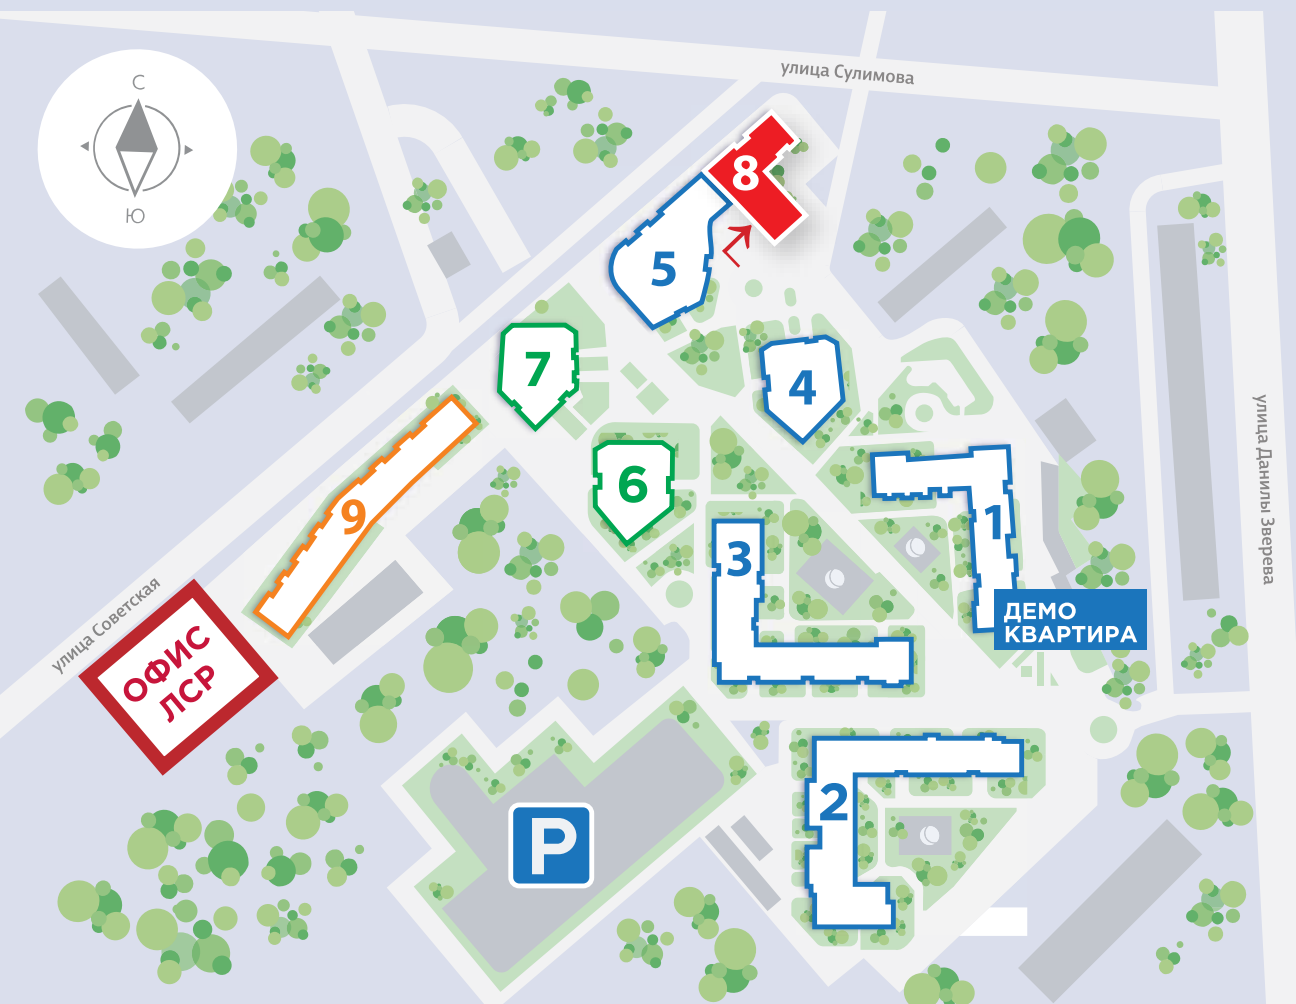 улица Сулимова
С
Ю
8
5
7
4
6
9
1
3
улица Данилы Зверева
улица Советская
ДЕМО
КВАРТИРА
ОФИС
ЛСР
2
P